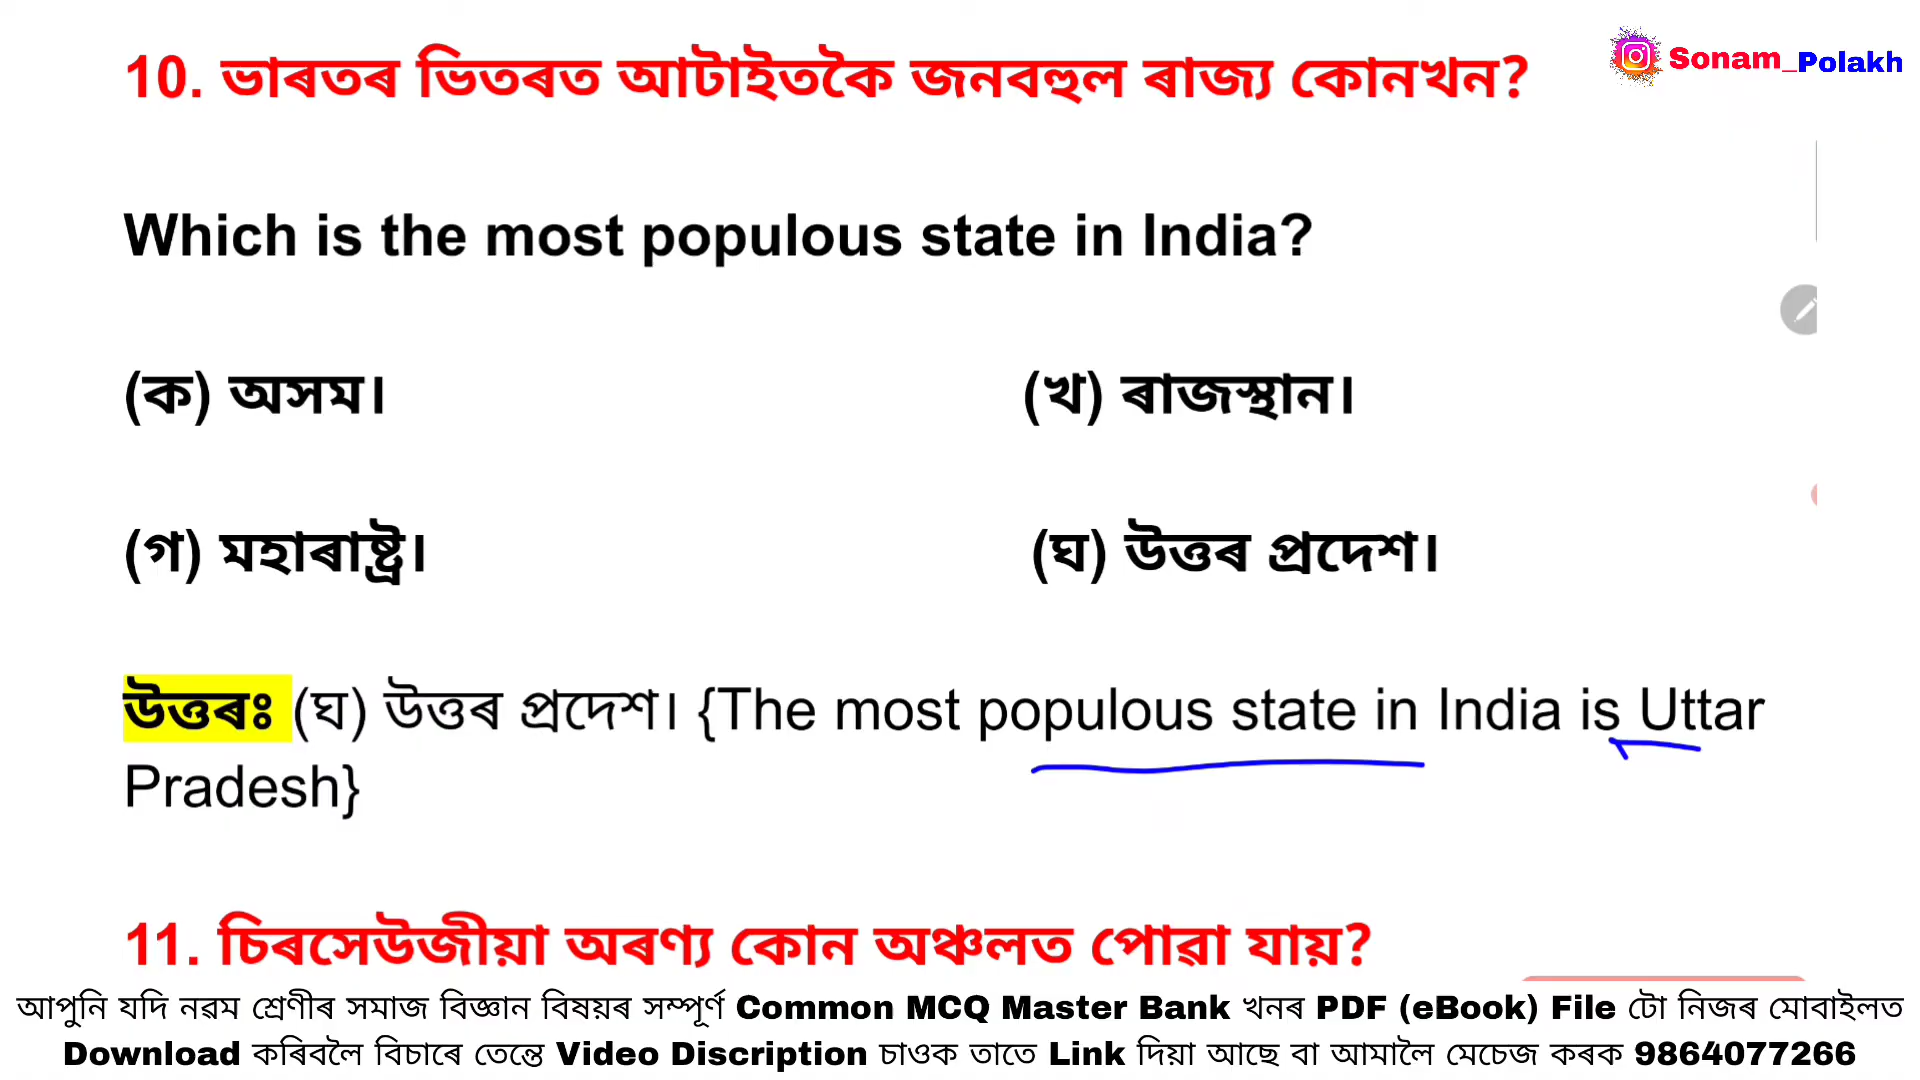 10. ভাৰতৰ ভিতৰত আটাইতকৈ জনবহুল ৰাজ্য কোনখন?
Sonam_Polakh
Which is the most populous state in India?
(ক) অসম। (খ) ৰাজস্থান।
(গ) মহাৰাষ্ট্ৰ। (ঘ) উত্তৰ প্ৰদেশ।
উত্তৰঃ (ঘ) উত্তৰ প্ৰদেশ। {The most populous state in India is Uttar
Pradesh}
11. চিৰসেউজীয়া অৰণ্য কোন অঞ্চলত পোৱা যায়?
আপুনি যদি নৱম শ্ৰেণীৰ সমাজ বিজ্ঞান বিষয়ৰ সম্পূৰ্ণ Common MCQ Master Bank খনৰ PDF (eBook) File টো নিজৰ মোবাইলত
Download কৰিবলৈ বিচাৰে তেন্তে Video Discription চাওক তাতে Link দিয়া আছে বা আমালৈ মেচেজ কৰক 9864077266